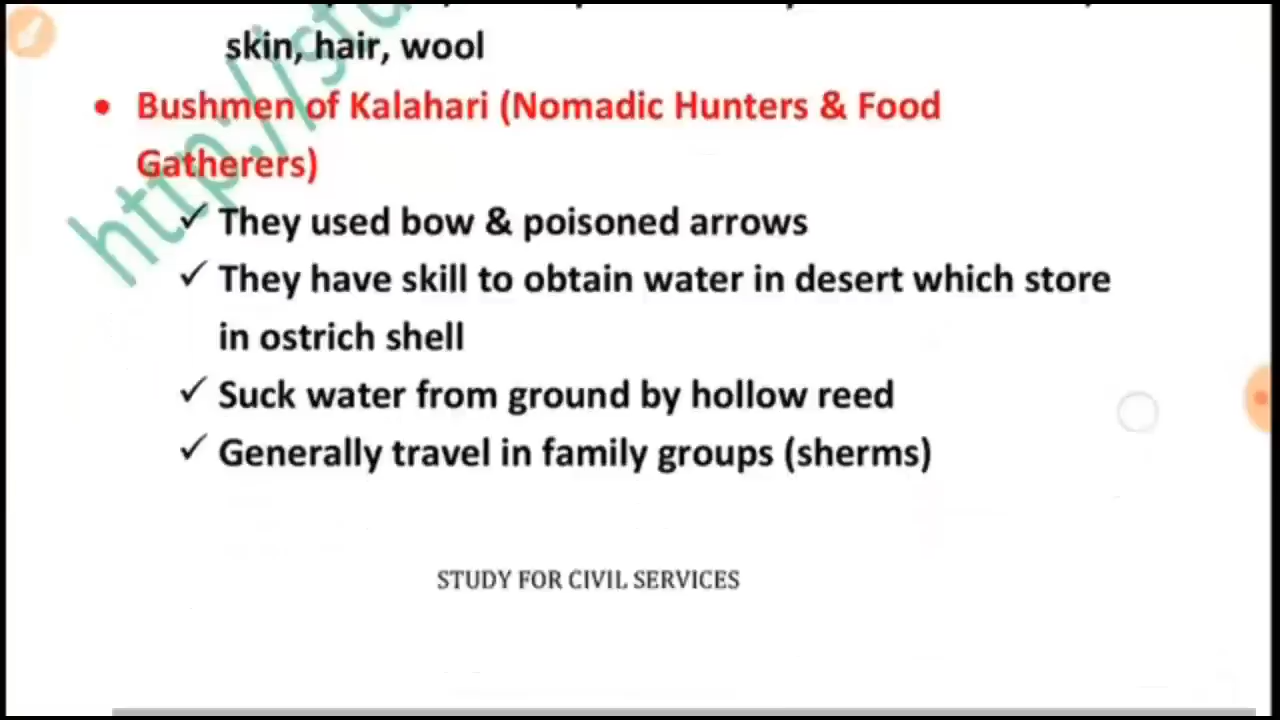 skin, hair, wool
• Bushmen of Kalahari (Nomadic Hunters & Food
Gatherers)
✓ They used bow & poisoned arrows
✓ They have skill to obtain water in desert which store
in ostrich shell
✓ Suck water from ground by hollow reed
✓ Generally travel in family groups (sherms)
STUDY FOR CIVIL SERVICES